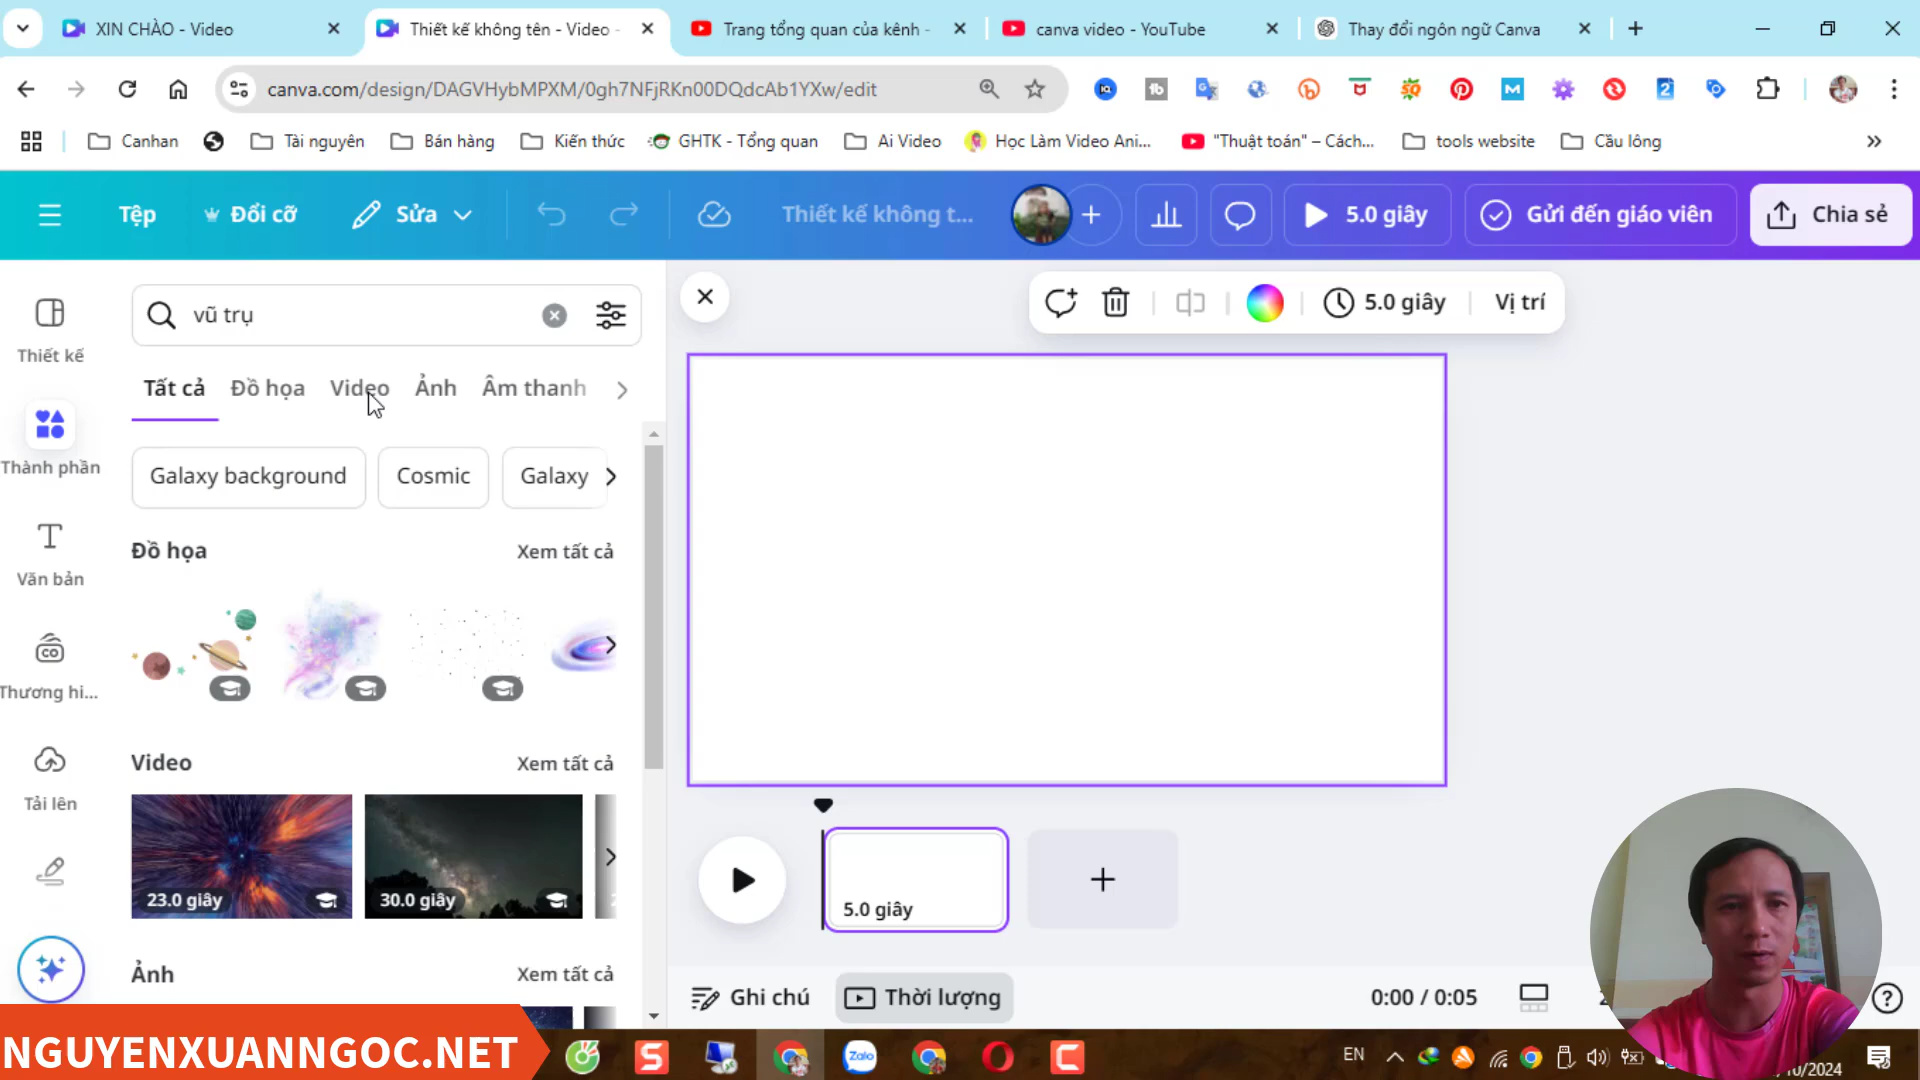 XIN CHÀO - Video
Thiết kế không tên - Video -
Trang tổng quan của kênh -
canva video - YouTube
Thay đổi ngôn ngữ Canva
canva.com/design/DAGVHybMPXM/0gh7NFjRKn00DQdcAb1YXw/edit
Canhan
Tài nguyên
Bán hàng
Kiến thức
GHTK - Tổng quan
Ai Video
Học Làm Video Ani...
"Thuật toán" – Cách...
tools website
Cầu lông
Tệp
Đổi cỡ
Sửa
Thiết kế không t...
5.0 giây
Gửi đến giáo viên
Chia sẻ
Thiết kế
Thành phần
Văn bản
Thương hi...
Tải lên
vũ trụ
Tất cả
Đồ họa
Video
Ảnh
Âm thanh
Galaxy background
Cosmic
Galaxy
Đồ họa
Xem tất cả
Video
Xem tất cả
23.0 giây
30.0 giây
Ảnh
Xem tất cả
5.0 giây
Vị trí
5.0 giây
Ghi chú
Thời lượng
0:00 / 0:05
NGUYENXUANNGOC.NET
Zalo
EN
/10/2024